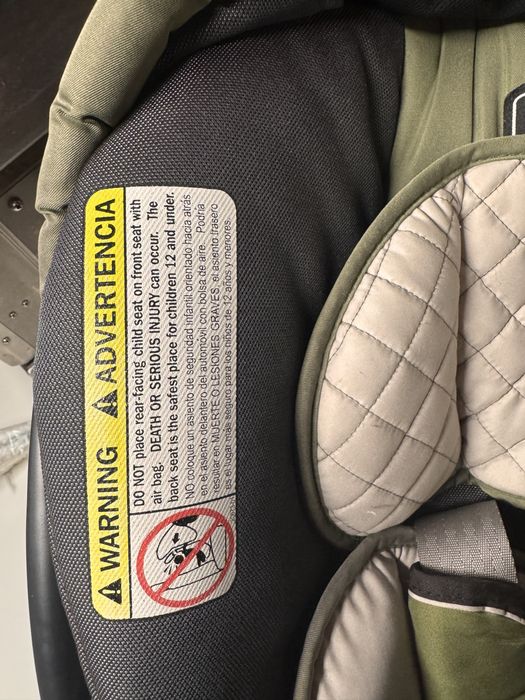 ⚠ WARNING ⚠ ADVERTENCIA
DO NOT place rear-facing child seat on front seat with
air bag. DEATH OR SERIOUS INJURY can occur. The
back seat is the safest place for children 12 and under.
NO coloque un asiento de seguridad infantil orientado hacia atrás
en el asiento delantero del automóvil con bolsa de aire. Podría
resultar en MUERTE O LESIONES GRAVES. el asiento trasero
es el lugar más seguro para los niños de 12 años y menores.